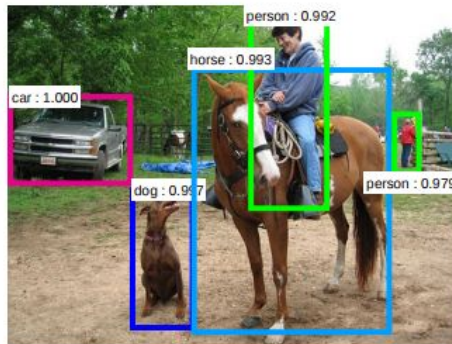 person : 0.992
horse : 0.993
car : 1.000
dog : 0.997
person : 0.979